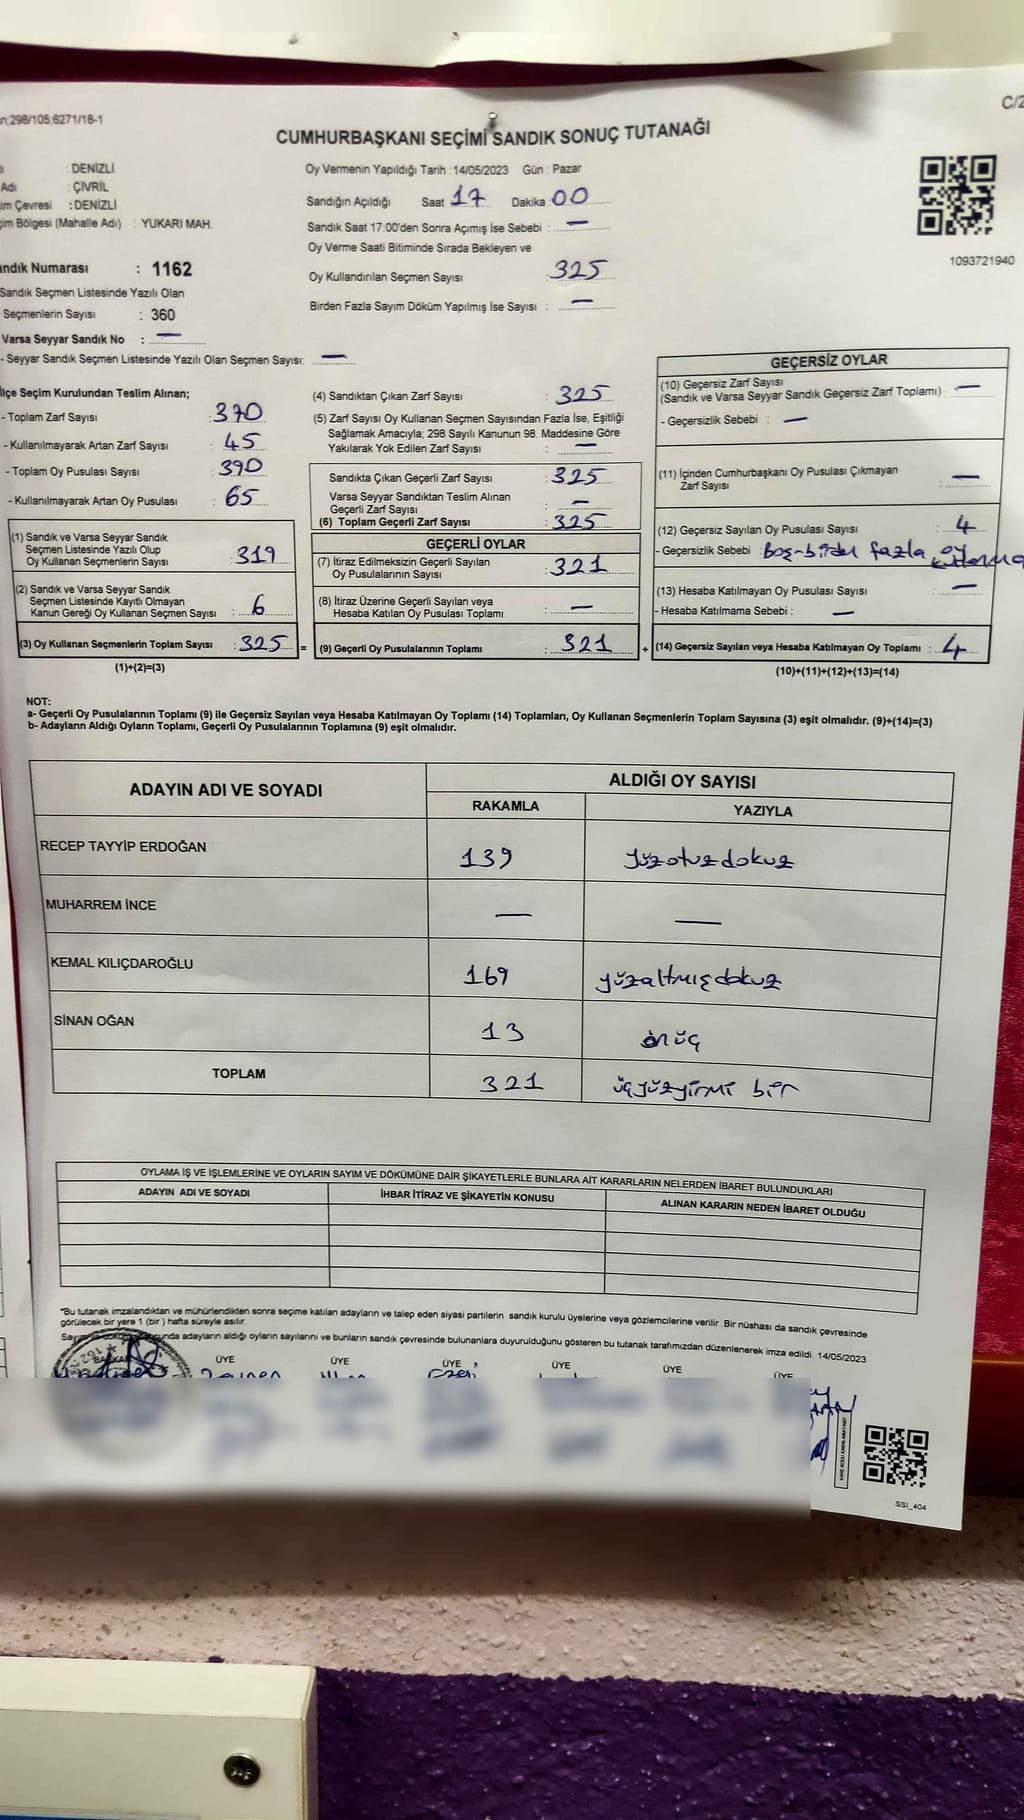 C/2
298/105;6271/18-1
CUMHURBAŞKANI SEÇİMİ SANDIK SONUÇ TUTANAĞI
: DENİZLİ
Adı : ÇİVRİL
Çevresi : DENİZLİ
Bölgesi (Mahalle Adı) : YUKARI MAH.
Oy Vermenin Yapıldığı Tarih : 14/05/2023 Gün : Pazar
Sandığın Açıldığı Saat 17 Dakika : 00
Sandık Saat 17:00'den Sonra Açımış İse Sebebi : —
Oy Verme Saati Bitiminde Sırada Bekleyen ve
Oy Kullandırılan Seçmen Sayısı : 325
Birden Fazla Sayım Döküm Yapılmış İse Sayısı : —
1093721940
Numarası : 1162
Sandık Seçmen Listesinde Yazılı Olan
Seçmenlerin Sayısı : 360
Varsa Seyyar Sandık No : —
- Seyyar Sandık Seçmen Listesinde Yazılı Olan Seçmen Sayısı: —
İlçe Seçim Kurulundan Teslim Alınan;
- Toplam Zarf Sayısı : 370
- Kullanılmayarak Artan Zarf Sayısı : 45
- Toplam Oy Pusulası Sayısı : 390
- Kullanılmayarak Artan Oy Pusulası : 65
(1) Sandık ve Varsa Seyyar Sandık
Seçmen Listesinde Yazılı Olup
Oy Kullanan Seçmenlerin Sayısı : 319
(2) Sandık ve Varsa Seyyar Sandık
Seçmen Listesinde Kayıtlı Olmayan
Kanun Gereği Oy Kullanan Seçmen Sayısı : 6
(3) Oy Kullanan Seçmenlerin Toplam Sayısı : 325 =
(1)+(2)=(3)
(4) Sandıktan Çıkan Zarf Sayısı : 325
(5) Zarf Sayısı Oy Kullanan Seçmen Sayısından Fazla İse, Eşitliği
Sağlamak Amacıyla; 298 Sayılı Kanunun 98. Maddesine Göre
Yakılarak Yok Edilen Zarf Sayısı : —
Sandıkta Çıkan Geçerli Zarf Sayısı : 325
Varsa Seyyar Sandıktan Teslim Alınan
Geçerli Zarf Sayısı : —
(6) Toplam Geçerli Zarf Sayısı : 325
GEÇERLİ OYLAR
(7) İtiraz Edilmeksizin Geçerli Sayılan
Oy Pusulalarının Sayısı : 321
(8) İtiraz Üzerine Geçerli Sayılan veya
Hesaba Katılan Oy Pusulası Toplamı : —
(9) Geçerli Oy Pusulalarının Toplamı : 321 +
GEÇERSİZ OYLAR
(10) Geçersiz Zarf Sayısı
(Sandık ve Varsa Seyyar Sandık Geçersiz Zarf Toplamı) : —
- Geçersizlik Sebebi : —
(11) İçinden Cumhurbaşkanı Oy Pusulası Çıkmayan
Zarf Sayısı : —
(12) Geçersiz Sayılan Oy Pusulası Sayısı : 4
- Geçersizlik Sebebi : Boş-birden fazla oy
(13) Hesaba Katılmayan Oy Pusulası Sayısı : —
- Hesaba Katılmama Sebebi : —
(14) Geçersiz Sayılan veya Hesaba Katılmayan Oy Toplamı : 4
(10)+(11)+(12)+(13)=(14)
NOT:
a- Geçerli Oy Pusulalarının Toplamı (9) ile Geçersiz Sayılan veya Hesaba Katılmayan Oy Toplamı (14) Toplamları, Oy Kullanan Seçmenlerin Toplam Sayısına (3) eşit olmalıdır. (9)+(14)=(3)
b- Adayların Aldığı Oyların Toplamı, Geçerli Oy Pusulalarının Toplamına (9) eşit olmalıdır.
ADAYIN ADI VE SOYADI ALDIĞI OY SAYISI
RAKAMLA YAZIYLA
RECEP TAYYİP ERDOĞAN 139 yüzotuzdokuz
MUHARREM İNCE — —
KEMAL KILIÇDAROĞLU 169 yüzaltmışdokuz
SİNAN OĞAN 13 onüç
TOPLAM 321 üçyüzyirmi bir
OYLAMA İŞ VE İŞLEMLERİNE VE OYLARIN SAYIM VE DÖKÜMÜNE DAİR ŞİKAYETLERLE BUNLARA AİT KARARLARIN NELERDEN İBARET BULUNDUKLARI
ADAYIN ADI VE SOYADI İHBAR İTİRAZ VE ŞİKAYETİN KONUSU ALINAN KARARIN NEDEN İBARET OLDUĞU
*Bu tutanak imzalandıktan ve mühürlendikten sonra seçime katılan adayların ve talep eden siyasi partilerin sandık kurulu üyelerine veya gözlemcilerine verilir. Bir nüshası da sandık çevresinde
görülecek bir yere 1 (bir) hafta süreyle asılır.
adayların aldığı oyların sayılarını ve bunların sandık çevresinde bulunanlara duyurulduğunu gösteren bu tutanak tarafımızdan düzenlenerek imza edildi. 14/05/2023
BAŞKAN ÜYE ÜYE ÜYE ÜYE ÜYE ÜYE
SSI_404